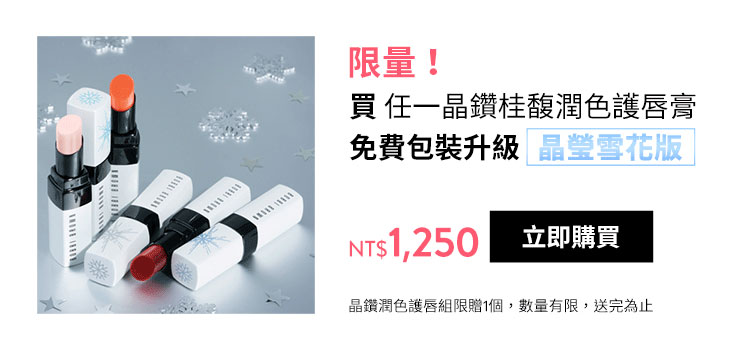 限量！
買 任一晶鑽桂馥潤色護唇膏
免費包裝升級 晶瑩雪花版
NT$1,250
立即購買
晶鑽潤色護唇組限贈1個，數量有限，送完為止